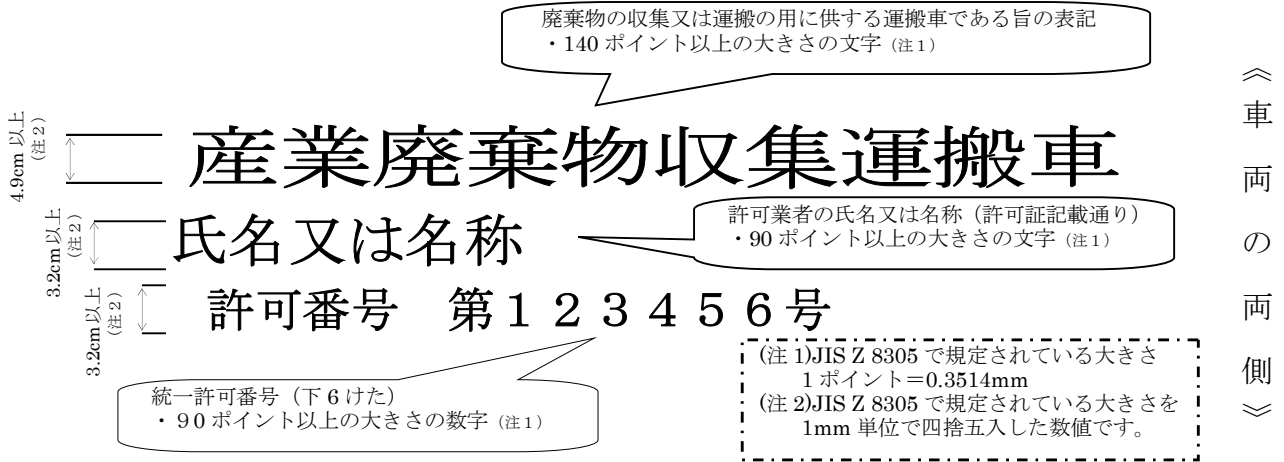 廃棄物の収集又は運搬の用に供する運搬車である旨の表記
・140 ポイント以上の大きさの文字（注１）
4.9cm 以上
（注２）
産業廃棄物収集運搬車
3.2cm 以上
（注２）
氏名又は名称
許可業者の氏名又は名称（許可証記載通り）
・90 ポイント以上の大きさの文字（注１）
3.2cm 以上
（注２）
許可番号　第１２３４５６号
統一許可番号（下６けた）
・９０ポイント以上の大きさの数字（注１）
(注 1)JIS Z 8305 で規定されている大きさ
1 ポイント＝0.3514mm
(注 2)JIS Z 8305 で規定されている大きさを
1mm 単位で四捨五入した数値です。
《車両の両側》